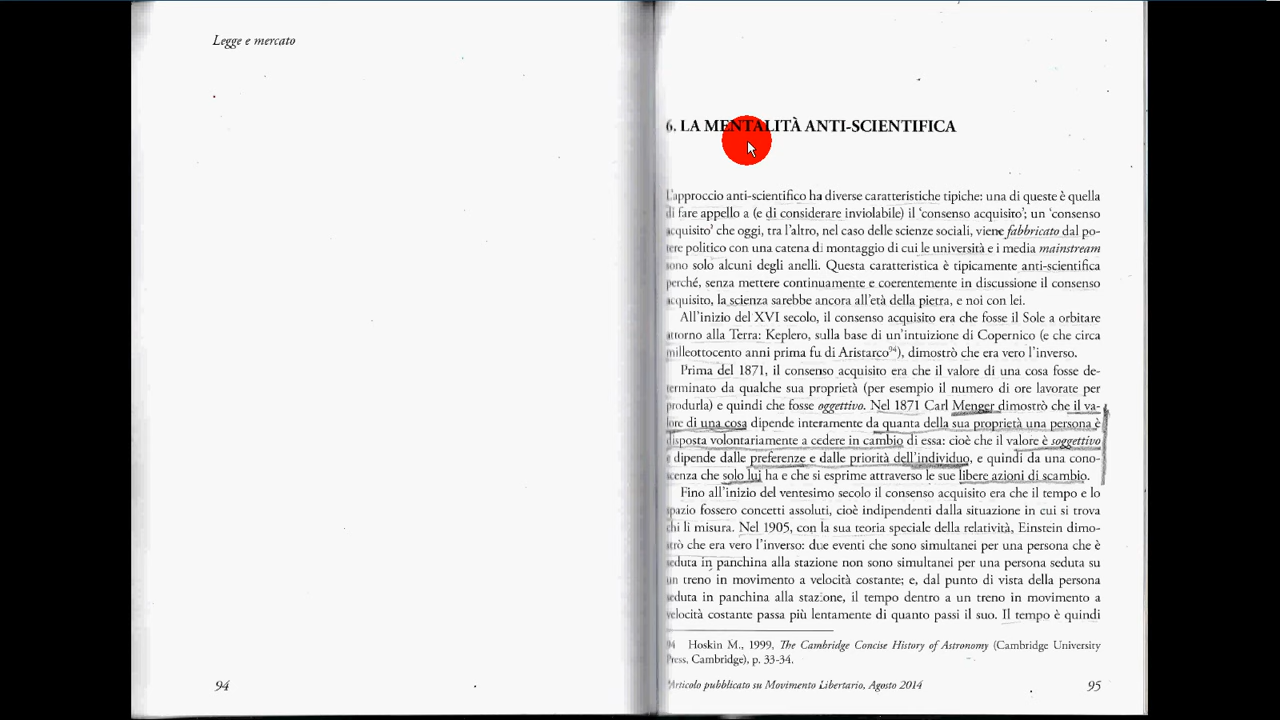 Legge e mercato
94
6. LA MENTALITÀ ANTI-SCIENTIFICA
L'approccio anti-scientifico ha diverse caratteristiche tipiche: una di queste è quella
di fare appello a (e di considerare inviolabile) il 'consenso acquisito'; un 'consenso
acquisito' che oggi, tra l'altro, nel caso delle scienze sociali, viene fabbricato dal po-
tere politico con una catena di montaggio di cui le università e i media mainstream
sono solo alcuni degli anelli. Questa caratteristica è tipicamente anti-scientifica
perché, senza mettere continuamente e coerentemente in discussione il consenso
acquisito, la scienza sarebbe ancora all'età della pietra, e noi con lei.
All'inizio del XVI secolo, il consenso acquisito era che fosse il Sole a orbitare
attorno alla Terra: Keplero, sulla base di un'intuizione di Copernico (e che circa
milleottocento anni prima fu di Aristarco94), dimostrò che era vero l'inverso.
Prima del 1871, il consenso acquisito era che il valore di una cosa fosse de-
terminato da qualche sua proprietà (per esempio il numero di ore lavorate per
produrla) e quindi che fosse oggettivo. Nel 1871 Carl Menger dimostrò che il va-
lore di una cosa dipende interamente da quanta della sua proprietà una persona è
disposta volontariamente a cedere in cambio di essa: cioè che il valore è soggettivo
e dipende dalle preferenze e dalle priorità dell'individuo, e quindi da una cono-
scenza che solo lui ha e che si esprime attraverso le sue libere azioni di scambio.
Fino all'inizio del ventesimo secolo il consenso acquisito era che il tempo e lo
spazio fossero concetti assoluti, cioè indipendenti dalla situazione in cui si trova
chi li misura. Nel 1905, con la sua teoria speciale della relatività, Einstein dimo-
strò che era vero l'inverso: due eventi che sono simultanei per una persona che è
seduta in panchina alla stazione non sono simultanei per una persona seduta su
un treno in movimento a velocità costante; e, dal punto di vista della persona
seduta in panchina alla stazione, il tempo dentro a un treno in movimento a
velocità costante passa più lentamente di quanto passi il suo. Il tempo è quindi
94 Hoskin M., 1999, The Cambridge Concise History of Astronomy (Cambridge University
Press, Cambridge), p. 33-34.
Articolo pubblicato su Movimento Libertario, Agosto 2014
95